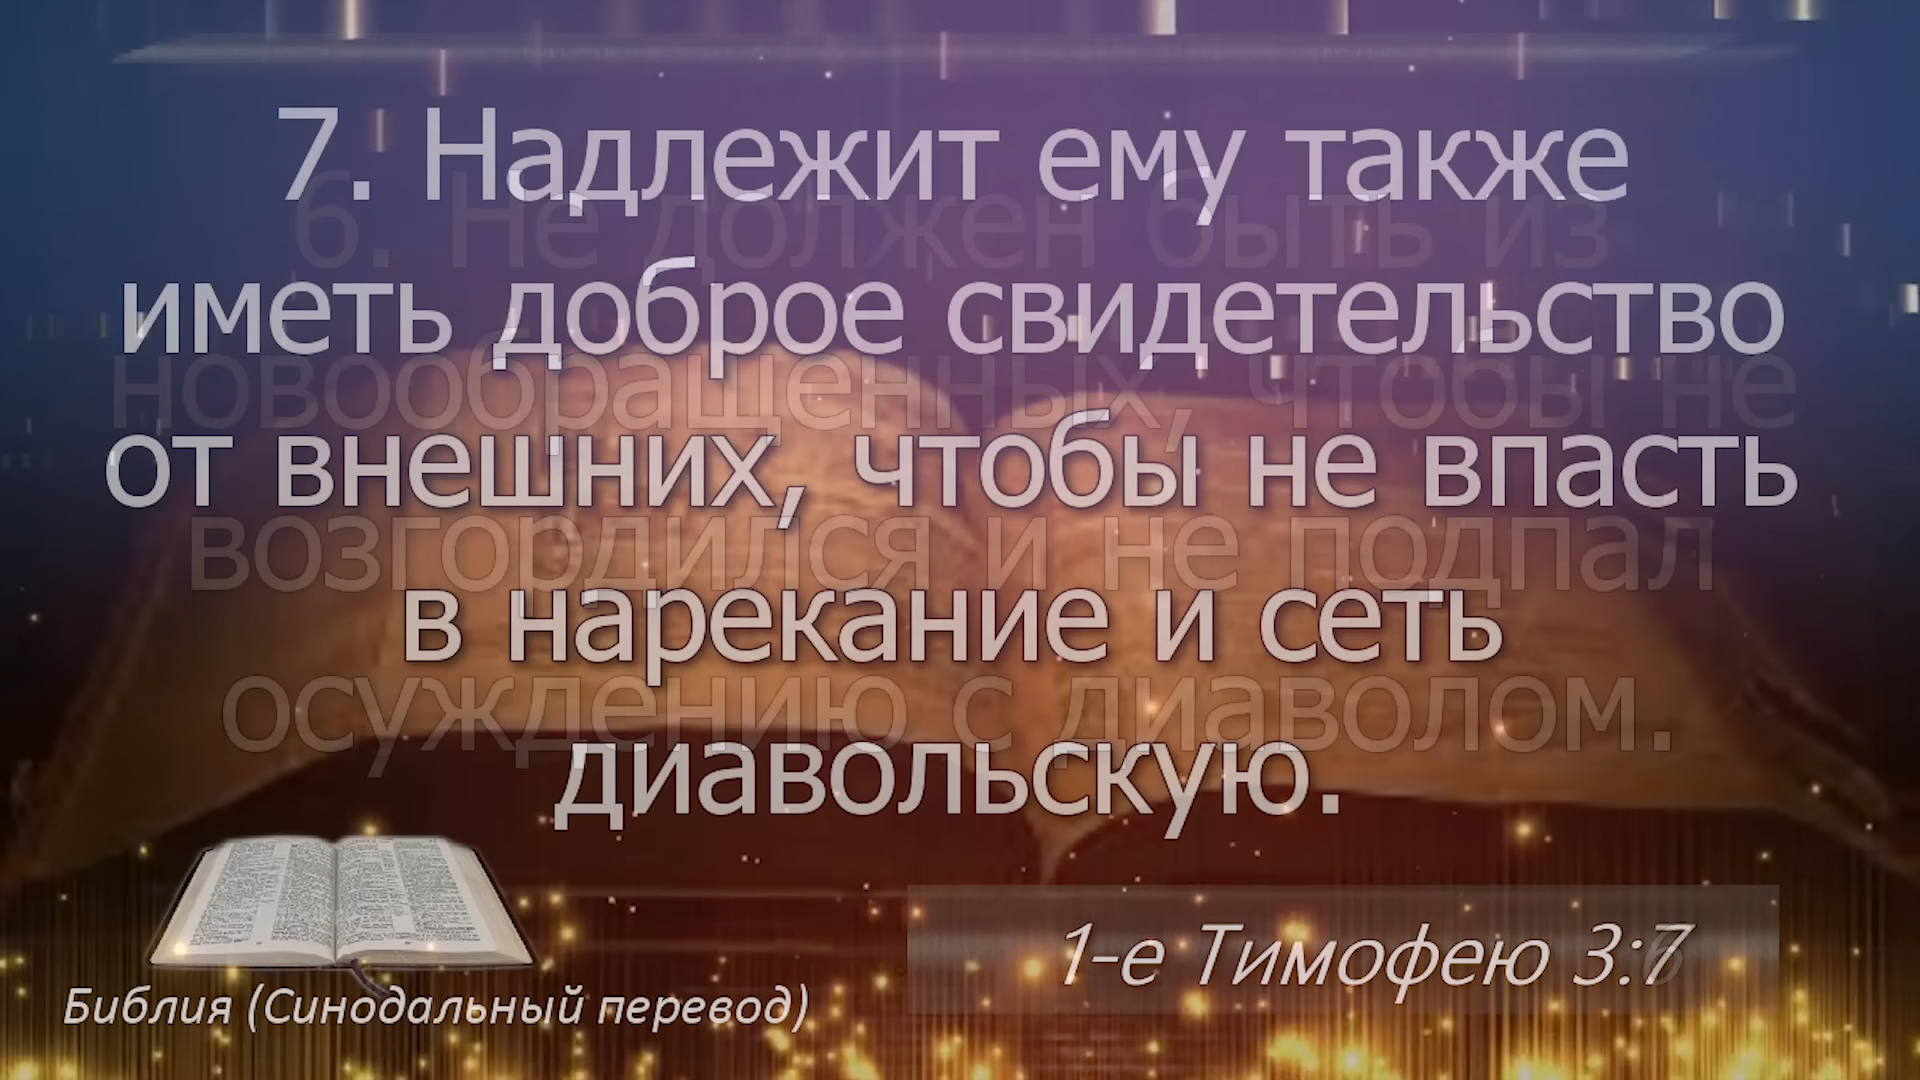 7. Надлежит ему также
6. Не должен быть из
иметь доброе свидетельство
новообращенных, чтобы не
от внешних, чтобы не впасть
возгордился и не подпал
в нарекание и сеть
осуждению с диаволом.
диавольскую.
1-е Тимофею 3:7
Библия (Синодальный перевод)